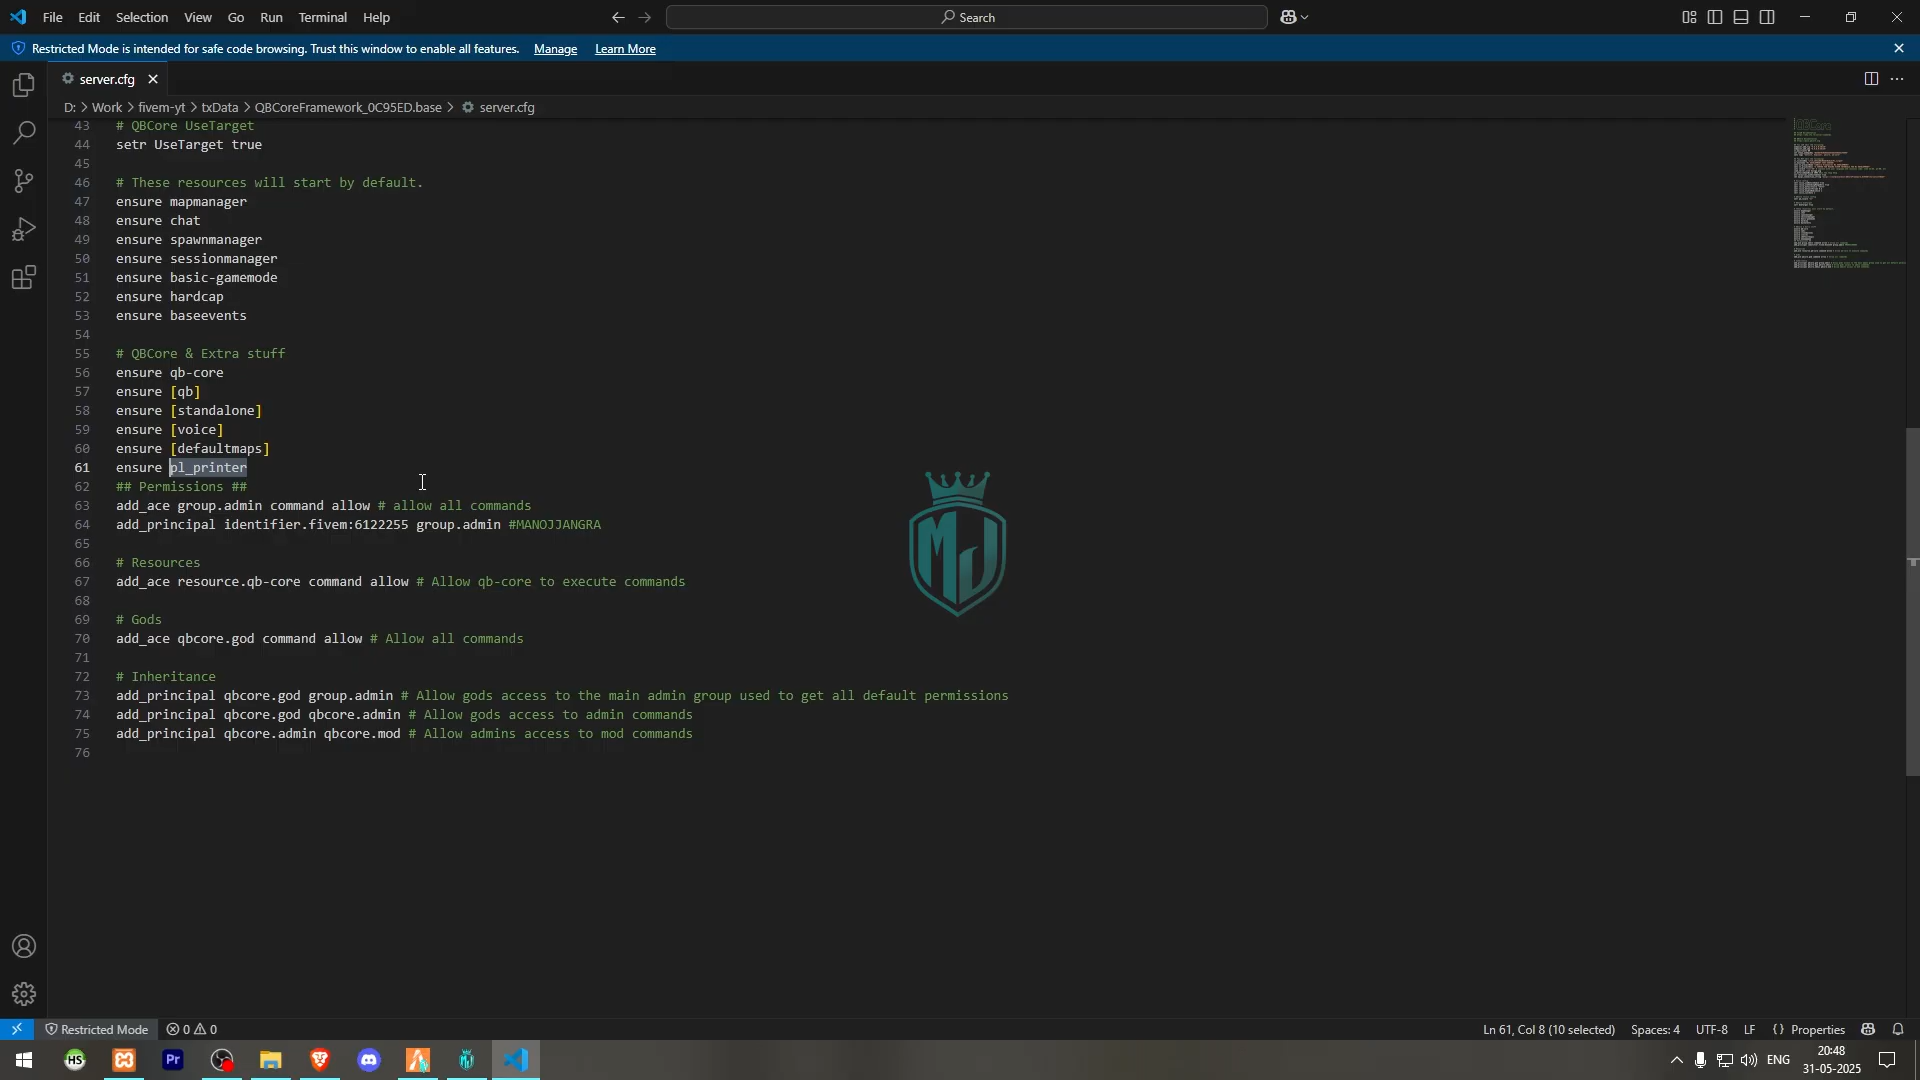 File Edit Selection View Go Run Terminal Help
Search
Restricted Mode is intended for safe code browsing. Trust this window to enable all features. Manage Learn More
server.cfg
D: > Work > fivem-yt > txData > QBCoreFramework_0C95ED.base > server.cfg
43 # QBCore UseTarget
44 setr UseTarget true
45
46 # These resources will start by default.
47 ensure mapmanager
48 ensure chat
49 ensure spawnmanager
50 ensure sessionmanager
51 ensure basic-gamemode
52 ensure hardcap
53 ensure baseevents
54
55 # QBCore & Extra stuff
56 ensure qb-core
57 ensure [qb]
58 ensure [standalone]
59 ensure [voice]
60 ensure [defaultmaps]
61 ensure pl_printer
62 ## Permissions ##
63 add_ace group.admin command allow # allow all commands
64 add_principal identifier.fivem:6122255 group.admin #MANOJJANGRA
65
66 # Resources
67 add_ace resource.qb-core command allow # Allow qb-core to execute commands
68
69 # Gods
70 add_ace qbcore.god command allow # Allow all commands
71
72 # Inheritance
73 add_principal qbcore.god group.admin # Allow gods access to the main admin group used to get all default permissions
74 add_principal qbcore.god qbcore.admin # Allow gods access to admin commands
75 add_principal qbcore.admin qbcore.mod # Allow admins access to mod commands
76
MJ
Restricted Mode 0 0 Ln 61, Col 8 (10 selected) Spaces: 4 UTF-8 LF {} Properties
HS Pr ENG 20:48
31-05-2025